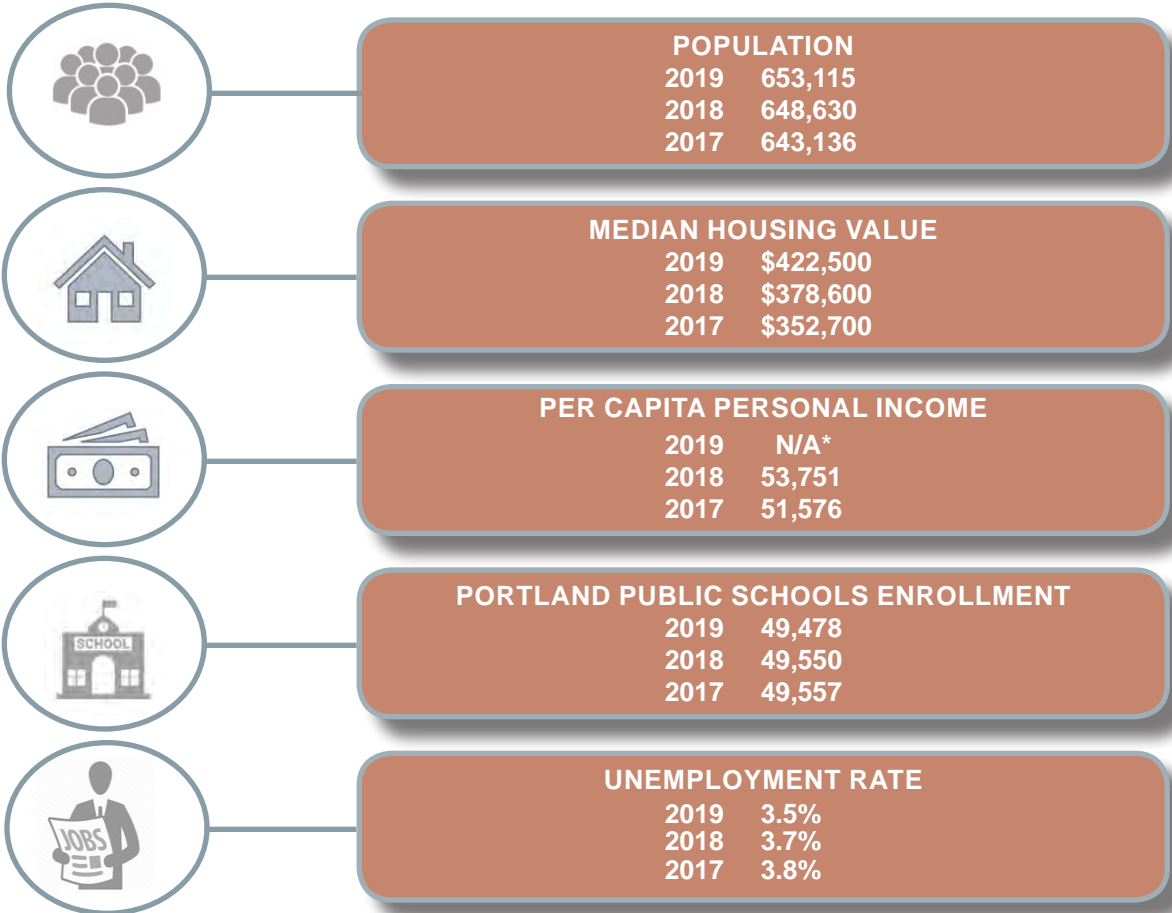 POPULATION
2019 653,115
2018 648,630
2017 643,136
MEDIAN HOUSING VALUE
2019 $422,500
2018 $378,600
2017 $352,700
PER CAPITA PERSONAL INCOME
2019 N/A*
2018 53,751
2017 51,576
SCHOOL
PORTLAND PUBLIC SCHOOLS ENROLLMENT
2019 49,478
2018 49,550
2017 49,557
JOBS
UNEMPLOYMENT RATE
2019 3.5%
2018 3.7%
2017 3.8%